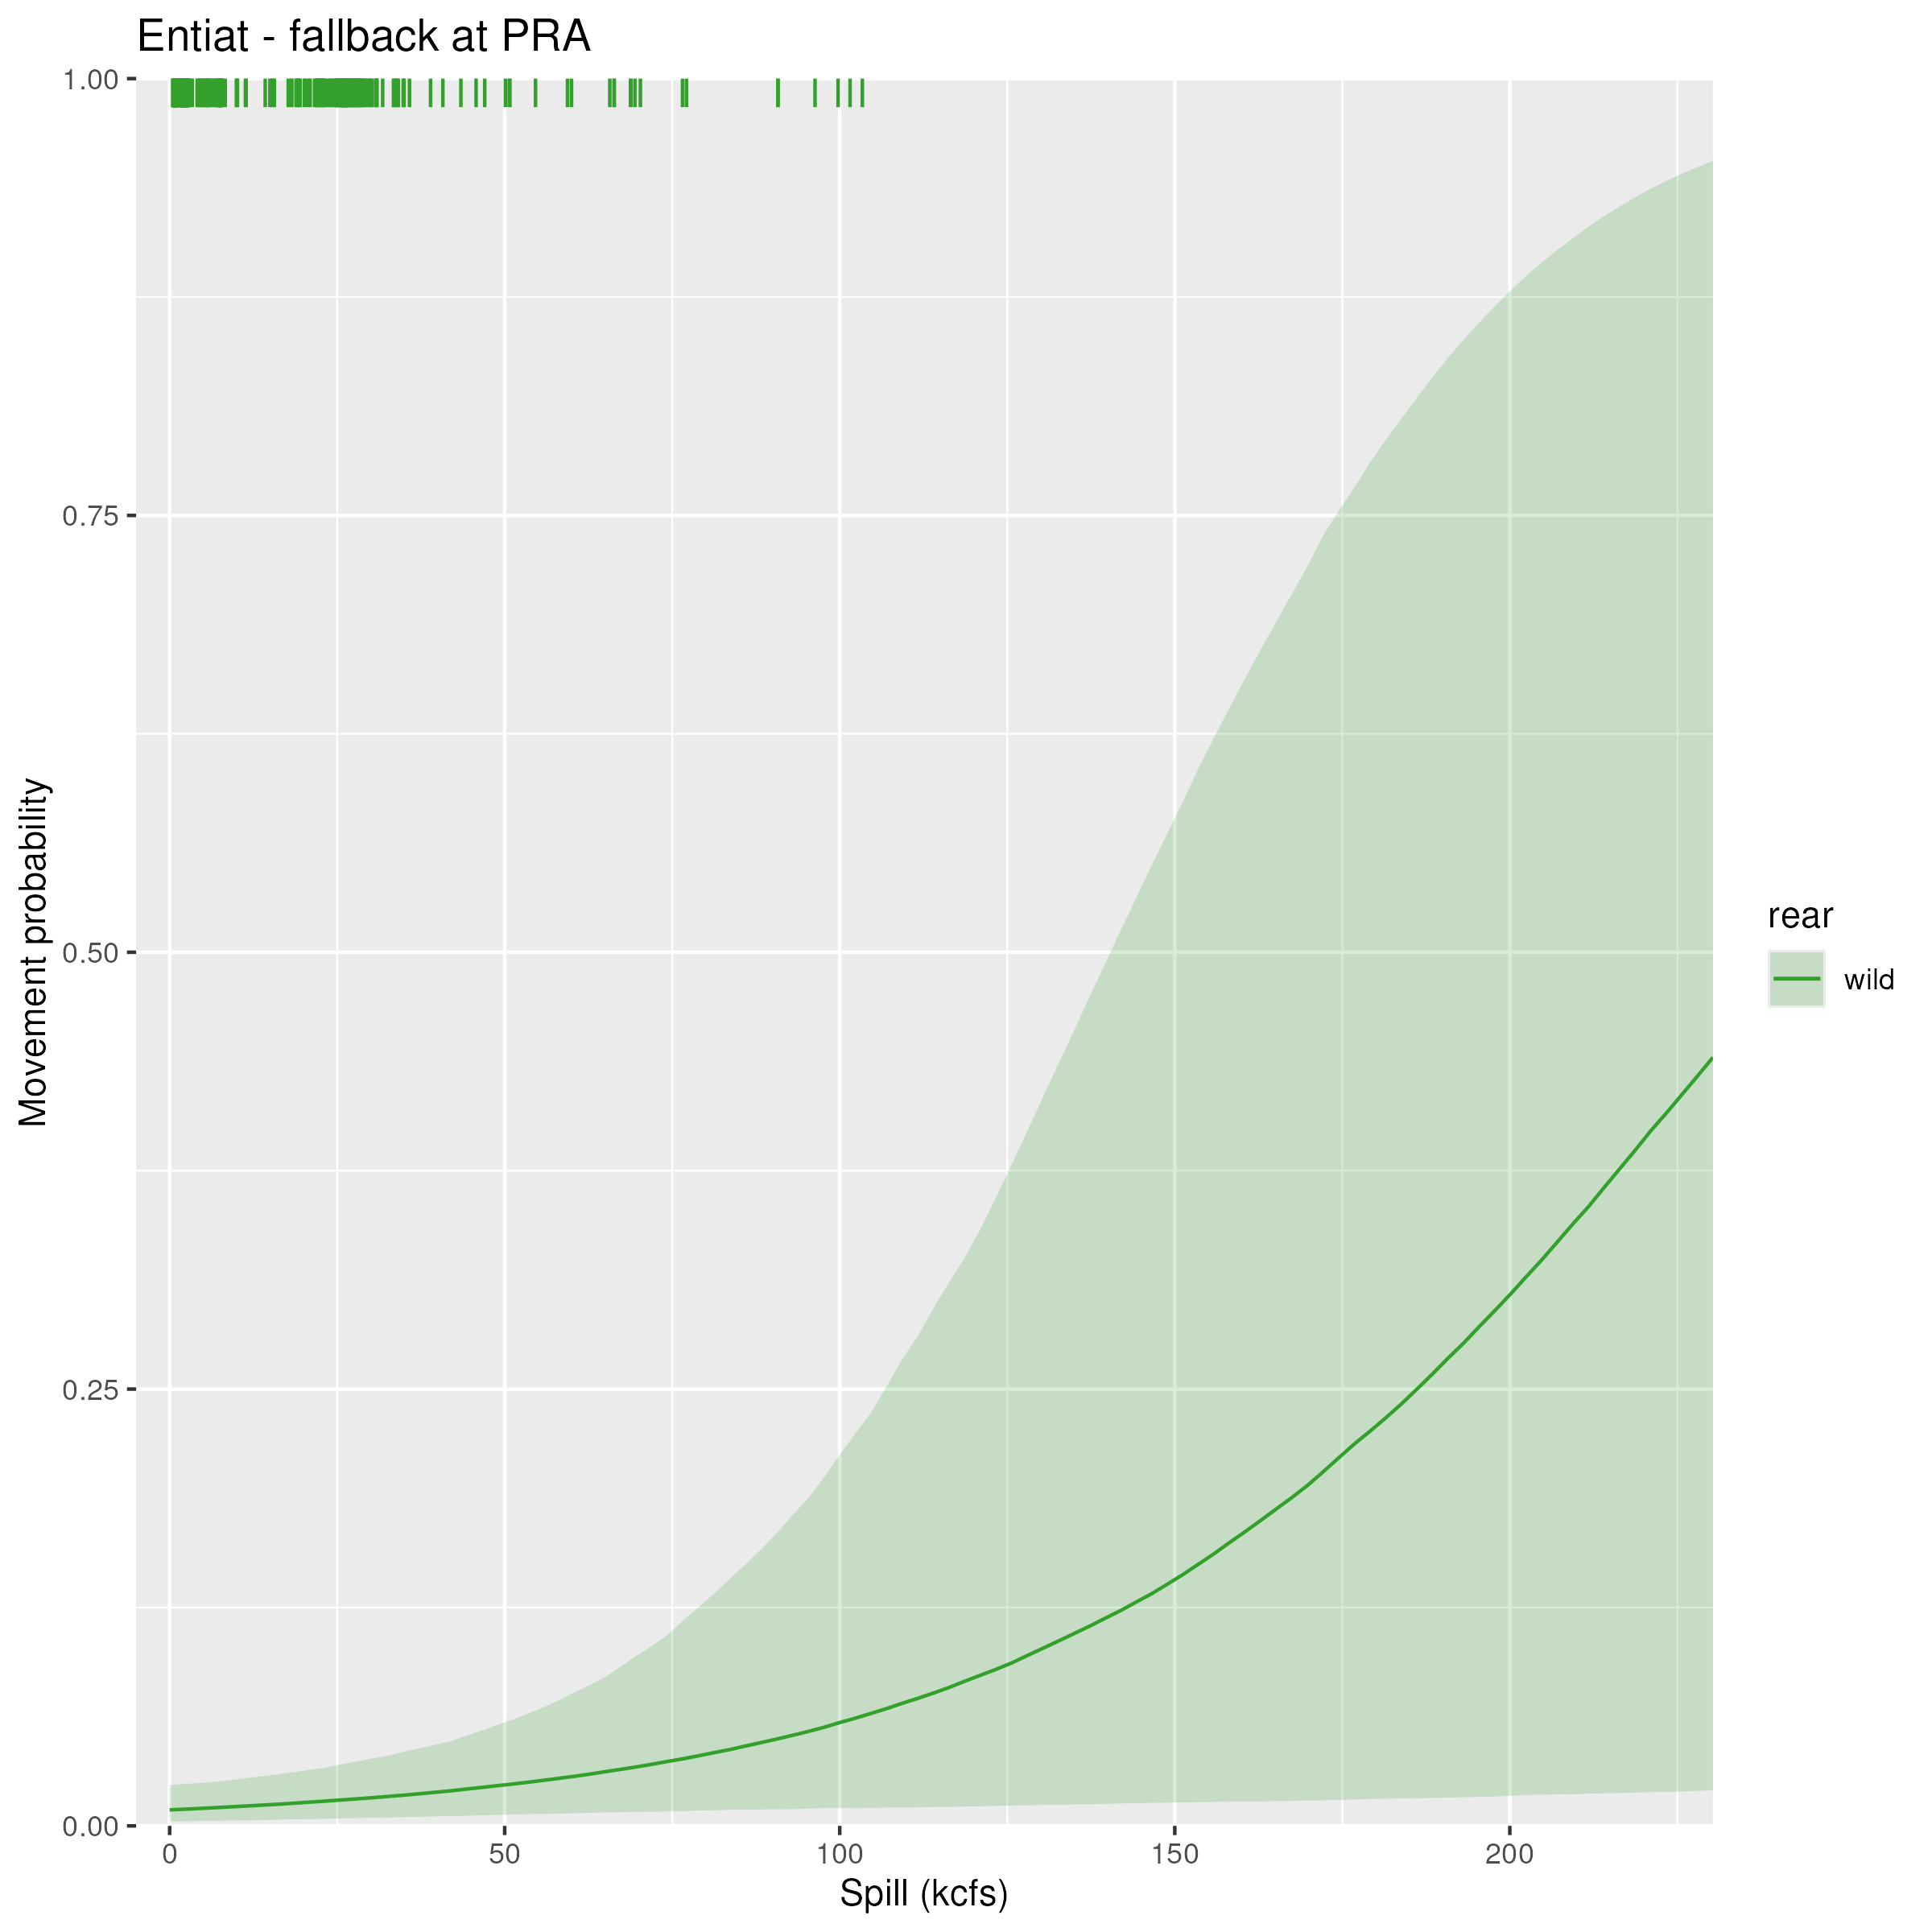 Entiat - fallback at PRA
1.00
0.75
0.50
0.25
0.00
Movement probability
0
50
100
150
200
Spill (kcfs)
rear
wild